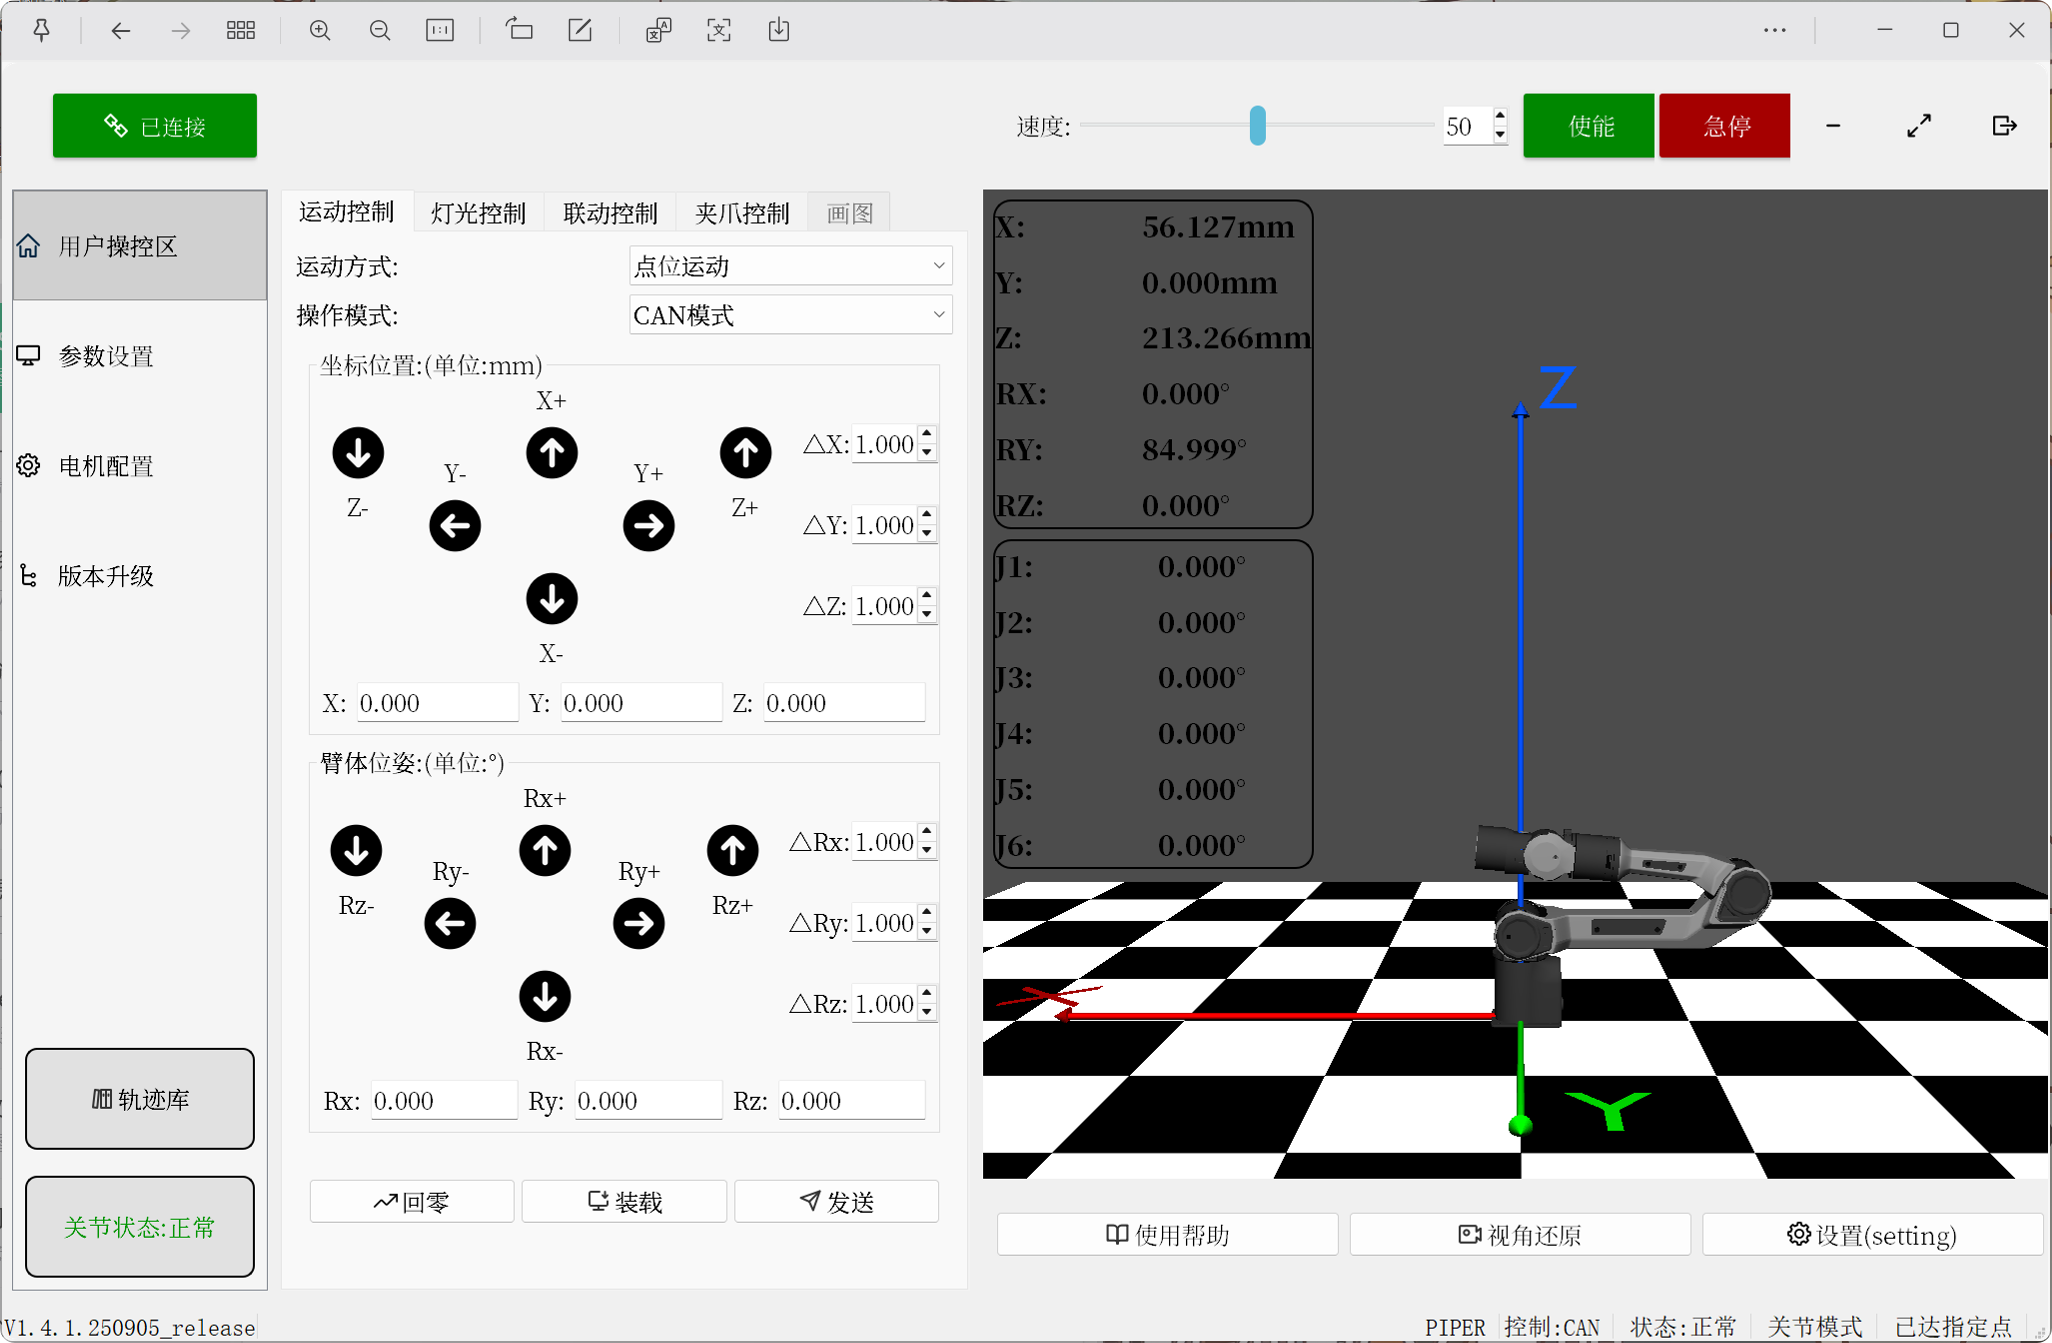 已连接
速度:
50
使能
急停
用户操控区
参数设置
电机配置
版本升级
轨迹库
关节状态:正常
运动控制
灯光控制
联动控制
夹爪控制
画图
运动方式:
点位运动
操作模式:
CAN模式
坐标位置:(单位:mm)
X+
Y-
Y+
Z-
Z+
X-
△X: 1.000
△Y: 1.000
△Z: 1.000
X: 0.000
Y: 0.000
Z: 0.000
臂体位姿:(单位:°)
Rx+
Ry-
Ry+
Rz-
Rz+
Rx-
△Rx: 1.000
△Ry: 1.000
△Rz: 1.000
Rx: 0.000
Ry: 0.000
Rz: 0.000
回零
装载
发送
X: 56.127mm
Y: 0.000mm
Z: 213.266mm
RX: 0.000°
RY: 84.999°
RZ: 0.000°
J1: 0.000°
J2: 0.000°
J3: 0.000°
J4: 0.000°
J5: 0.000°
J6: 0.000°
Z
X
Y
使用帮助
视角还原
设置(setting)
V1.4.1.250905_release
PIPER
控制:CAN
状态:正常
关节模式
已达指定点